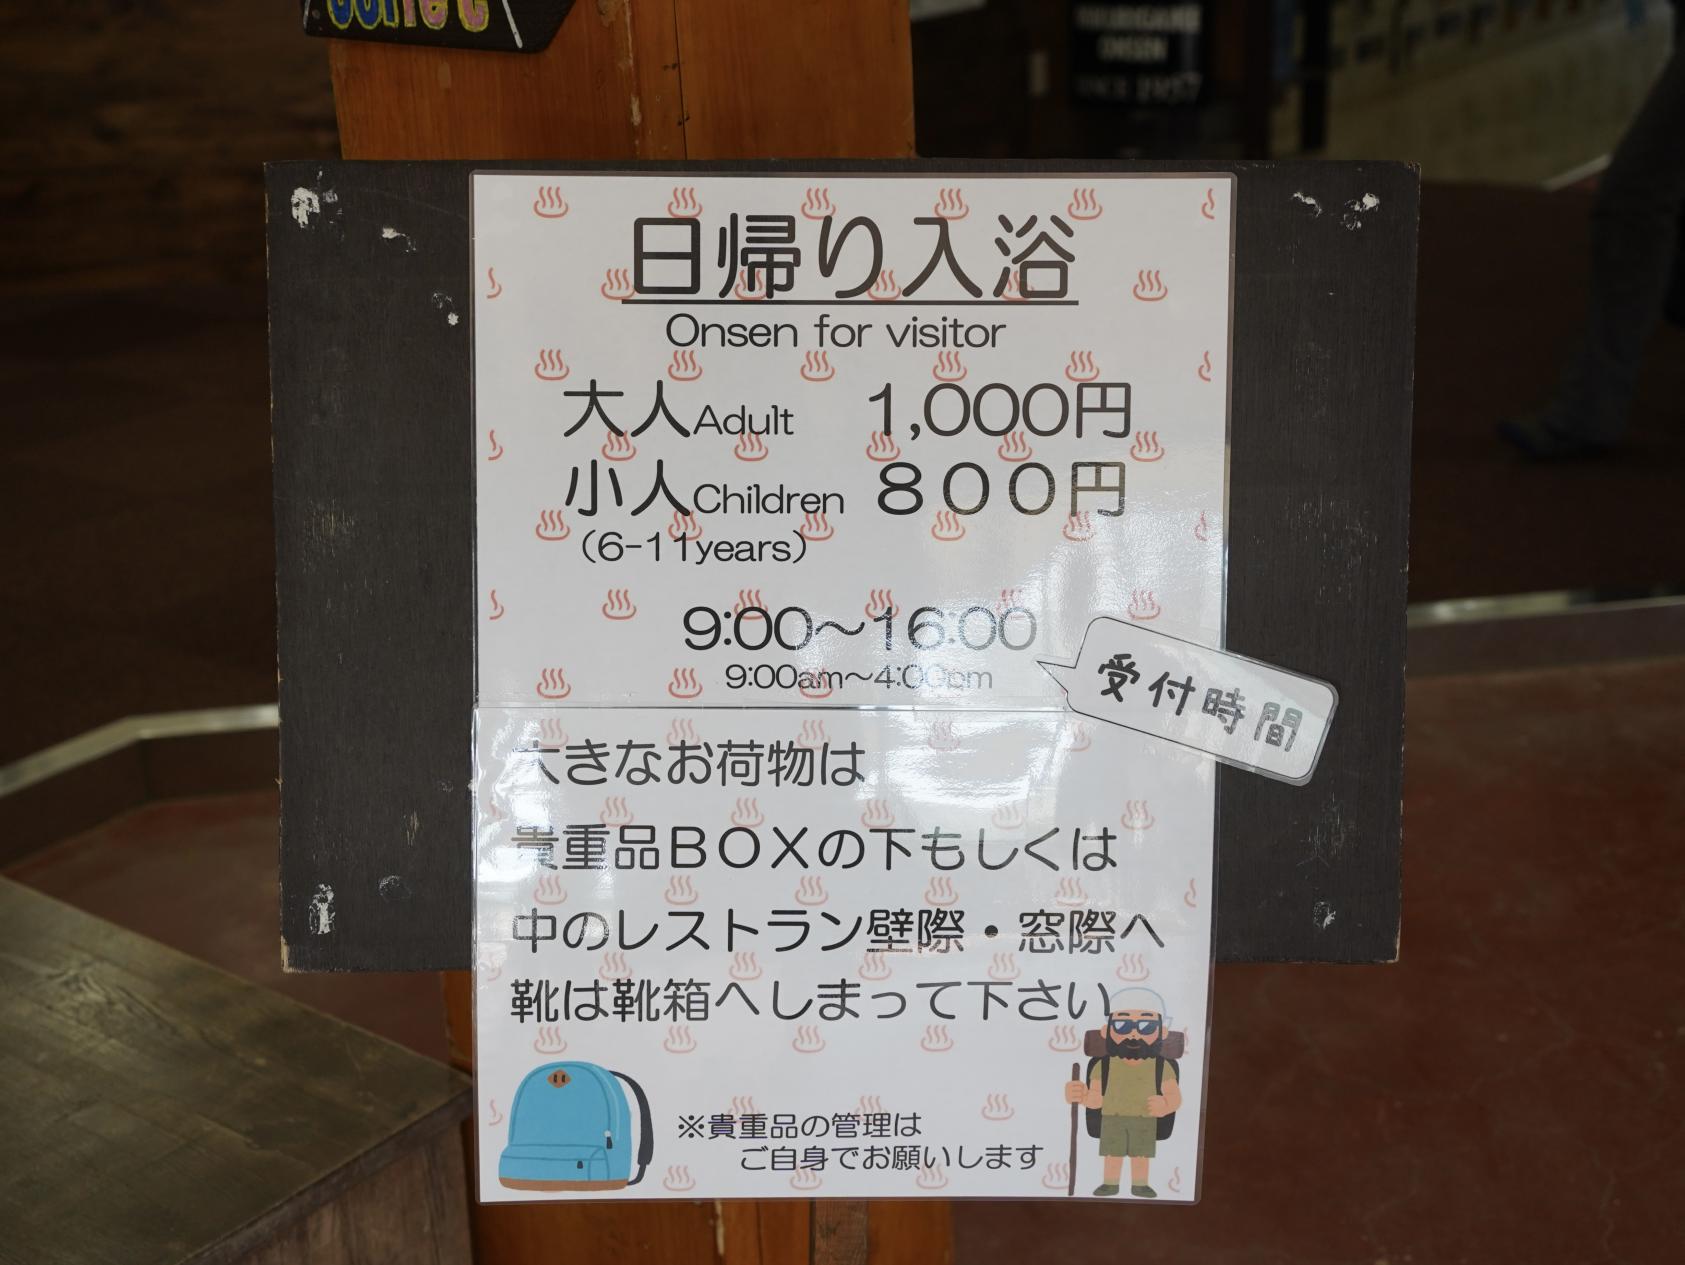 ONSEN
SINCE 1957
日帰り入浴
Onsen for visitor
大人Adult 1,000円
小人Children 800円
(6-11years)
9:00～16:00
9:00am～4:00pm
受付時間
大きなお荷物は
貴重品BOXの下もしくは
中のレストラン壁際・窓際へ
靴は靴箱へしまって下さい
※貴重品の管理は
ご自身でお願いします